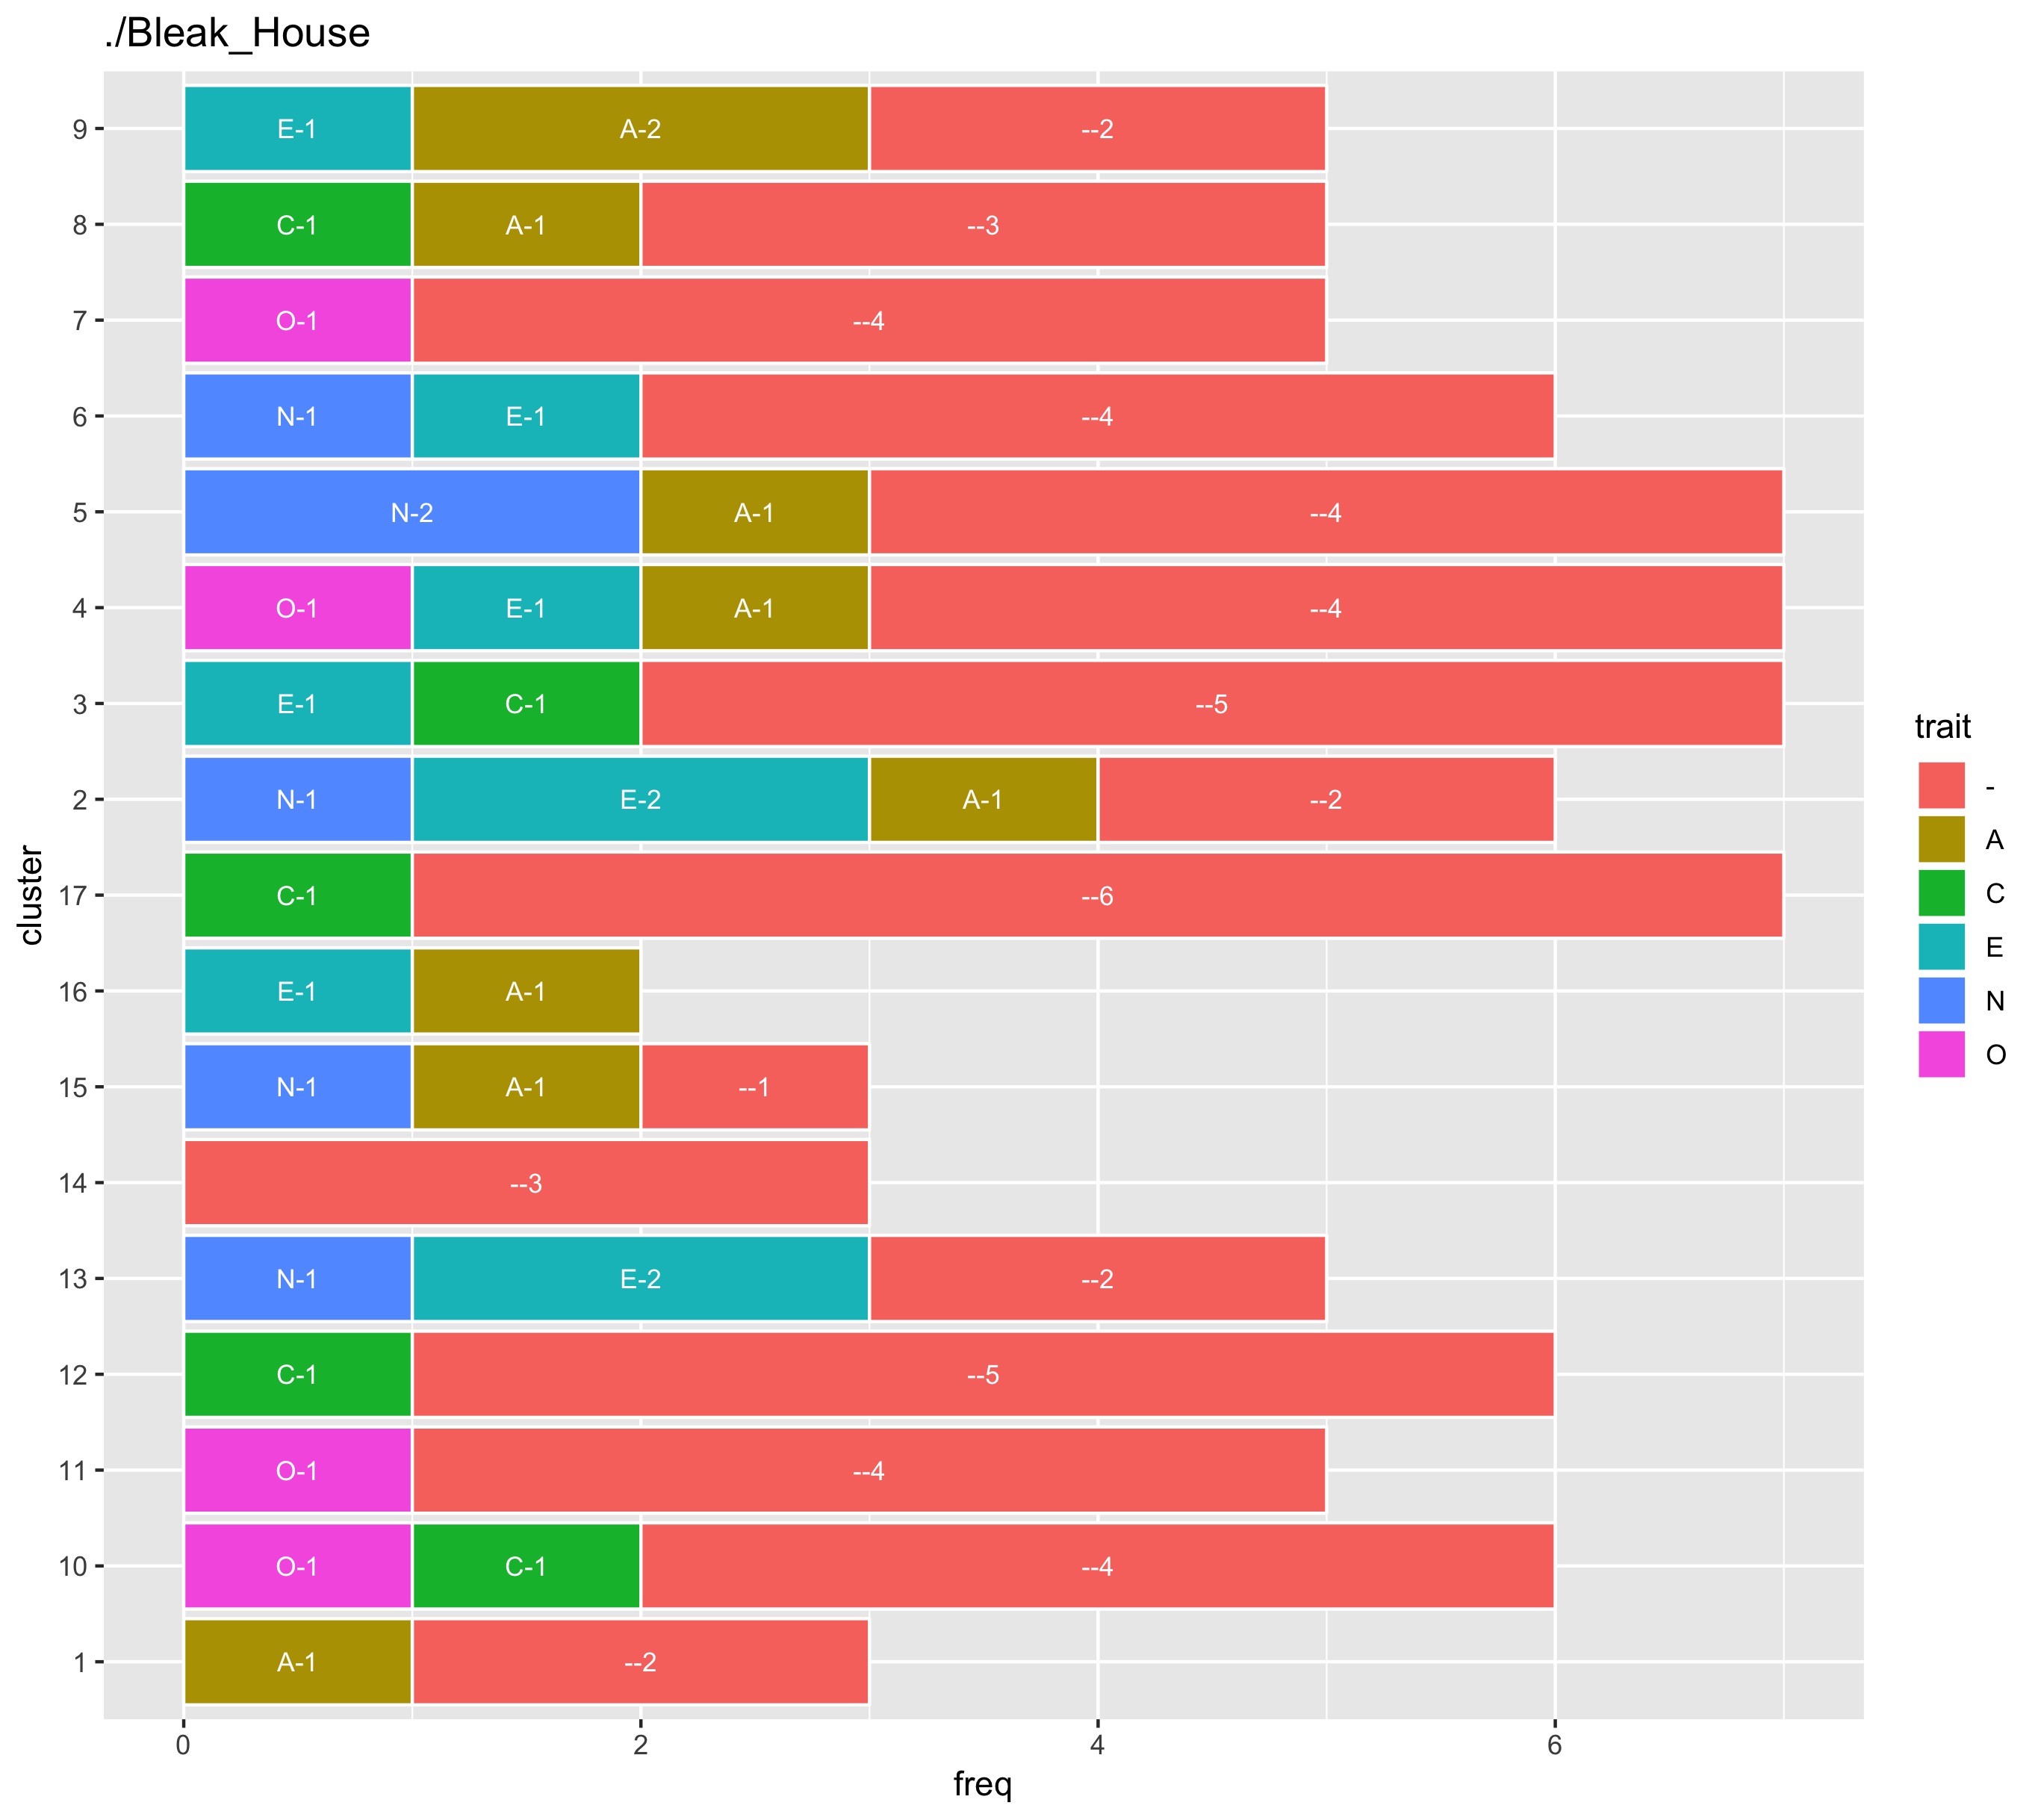 ./Bleak_House
9
E-1 A-2 --2
8
C-1 A-1 --3
7
O-1 --4
6
N-1 E-1 --4
5
N-2 A-1 --4
4
O-1 E-1 A-1 --4
3
E-1 C-1 --5
2
N-1 E-2 A-1 --2
17
C-1 --6
16
E-1 A-1
15
N-1 A-1 --1
14
--3
13
N-1 E-2 --2
12
C-1 --5
11
O-1 --4
10
O-1 C-1 --4
1
A-1 --2
0 2 4 6
freq
cluster
trait
-
A
C
E
N
O